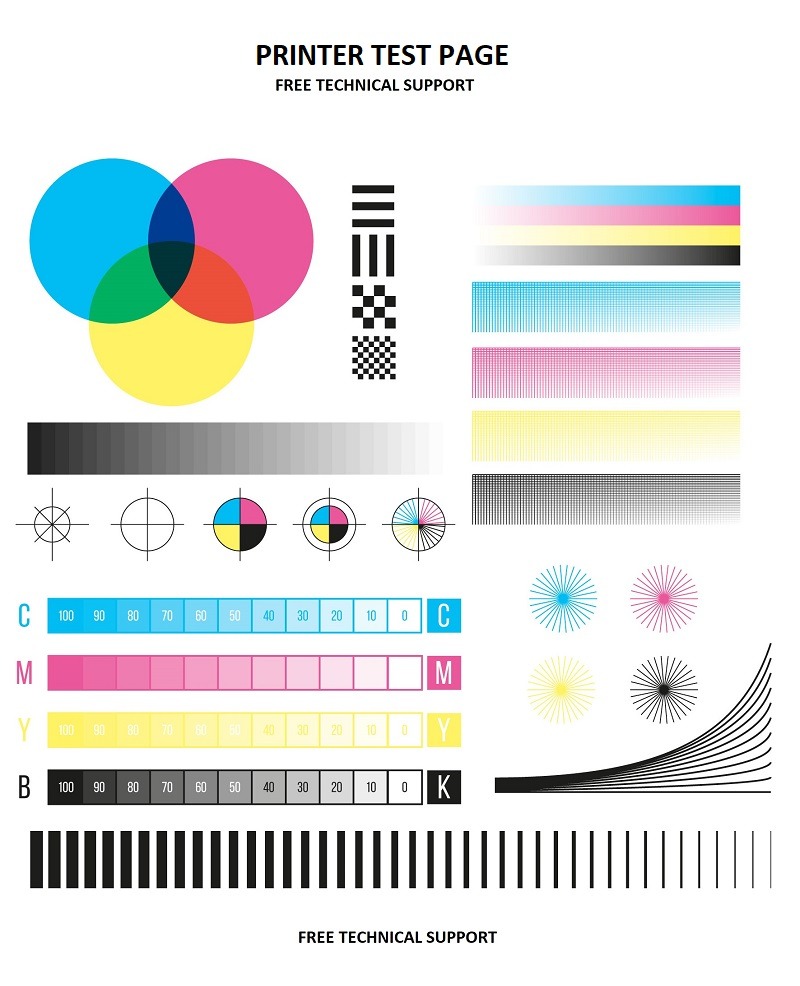 PRINTER TEST PAGE
FREE TECHNICAL SUPPORT
C 100 90 80 70 60 50 40 30 20 10 0 C
M M
Y 100 90 80 70 60 50 40 30 20 10 0 Y
B 100 90 80 70 60 50 40 30 20 10 0 K
FREE TECHNICAL SUPPORT